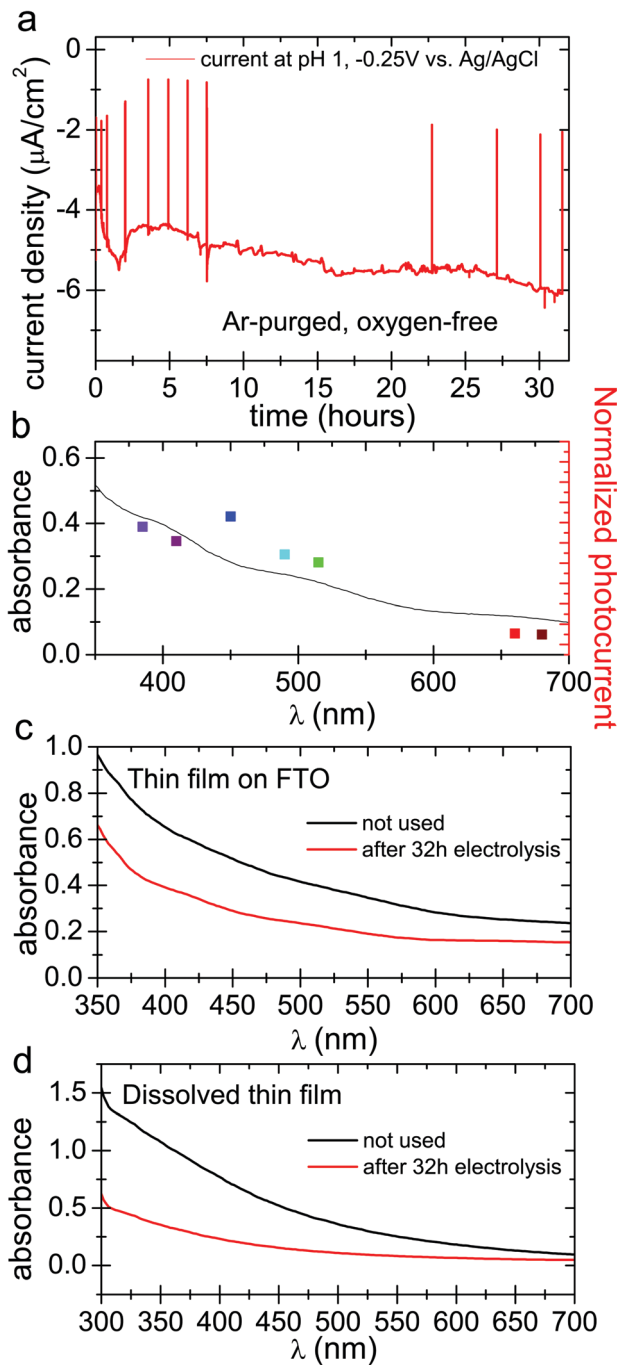 a
current at pH 1, -0.25V vs. Ag/AgCl
current density (μA/cm²)
0
-2
-4
-6
Ar-purged, oxygen-free
0 5 10 15 20 25 30
time (hours)
b
absorbance
0.6
0.4
0.2
0.0
400 500 600 700
λ (nm)
Normalized photocurrent
c
Thin film on FTO
not used
after 32h electrolysis
absorbance
1.0
0.8
0.6
0.4
0.2
0.0
350 400 450 500 550 600 650 700
λ (nm)
d
Dissolved thin film
not used
after 32h electrolysis
absorbance
1.5
1.0
0.5
0.0
300 350 400 450 500 550 600 650 700
λ (nm)